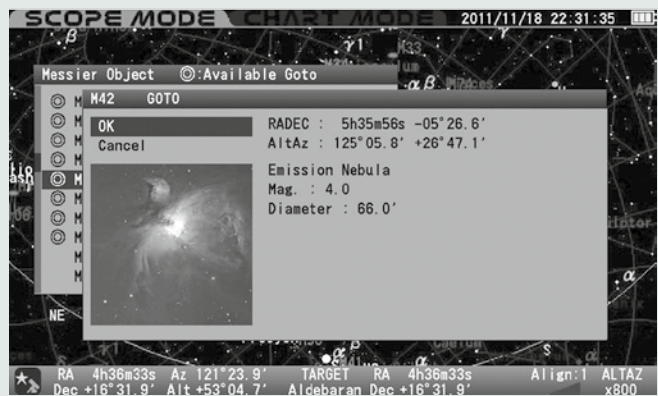 SCOPE MODE CHART MODE 2011/11/18 22:31:35
β
γ1 M33
α β
Messier Object ◎:Available Goto
M42 GOTO
OK
Cancel
RADEC : 5h35m56s -05°26.6′
AltAz : 125°05.8′ +26°47.1′
Emission Nebula
Mag. : 4.0
Diameter : 66.0′
◎ M
◎ M
◎ M
◎ M
◎ M
◎ M
◎ M
◎ M
M
M
α
NE
S
RA 4h36m33s Az 121°23.9′ TARGET RA 4h36m33s Align:1 ALTAZ
Dec +16°31.9′ Alt +53°04.7′ Aldebaran Dec +16°31.9′ x800